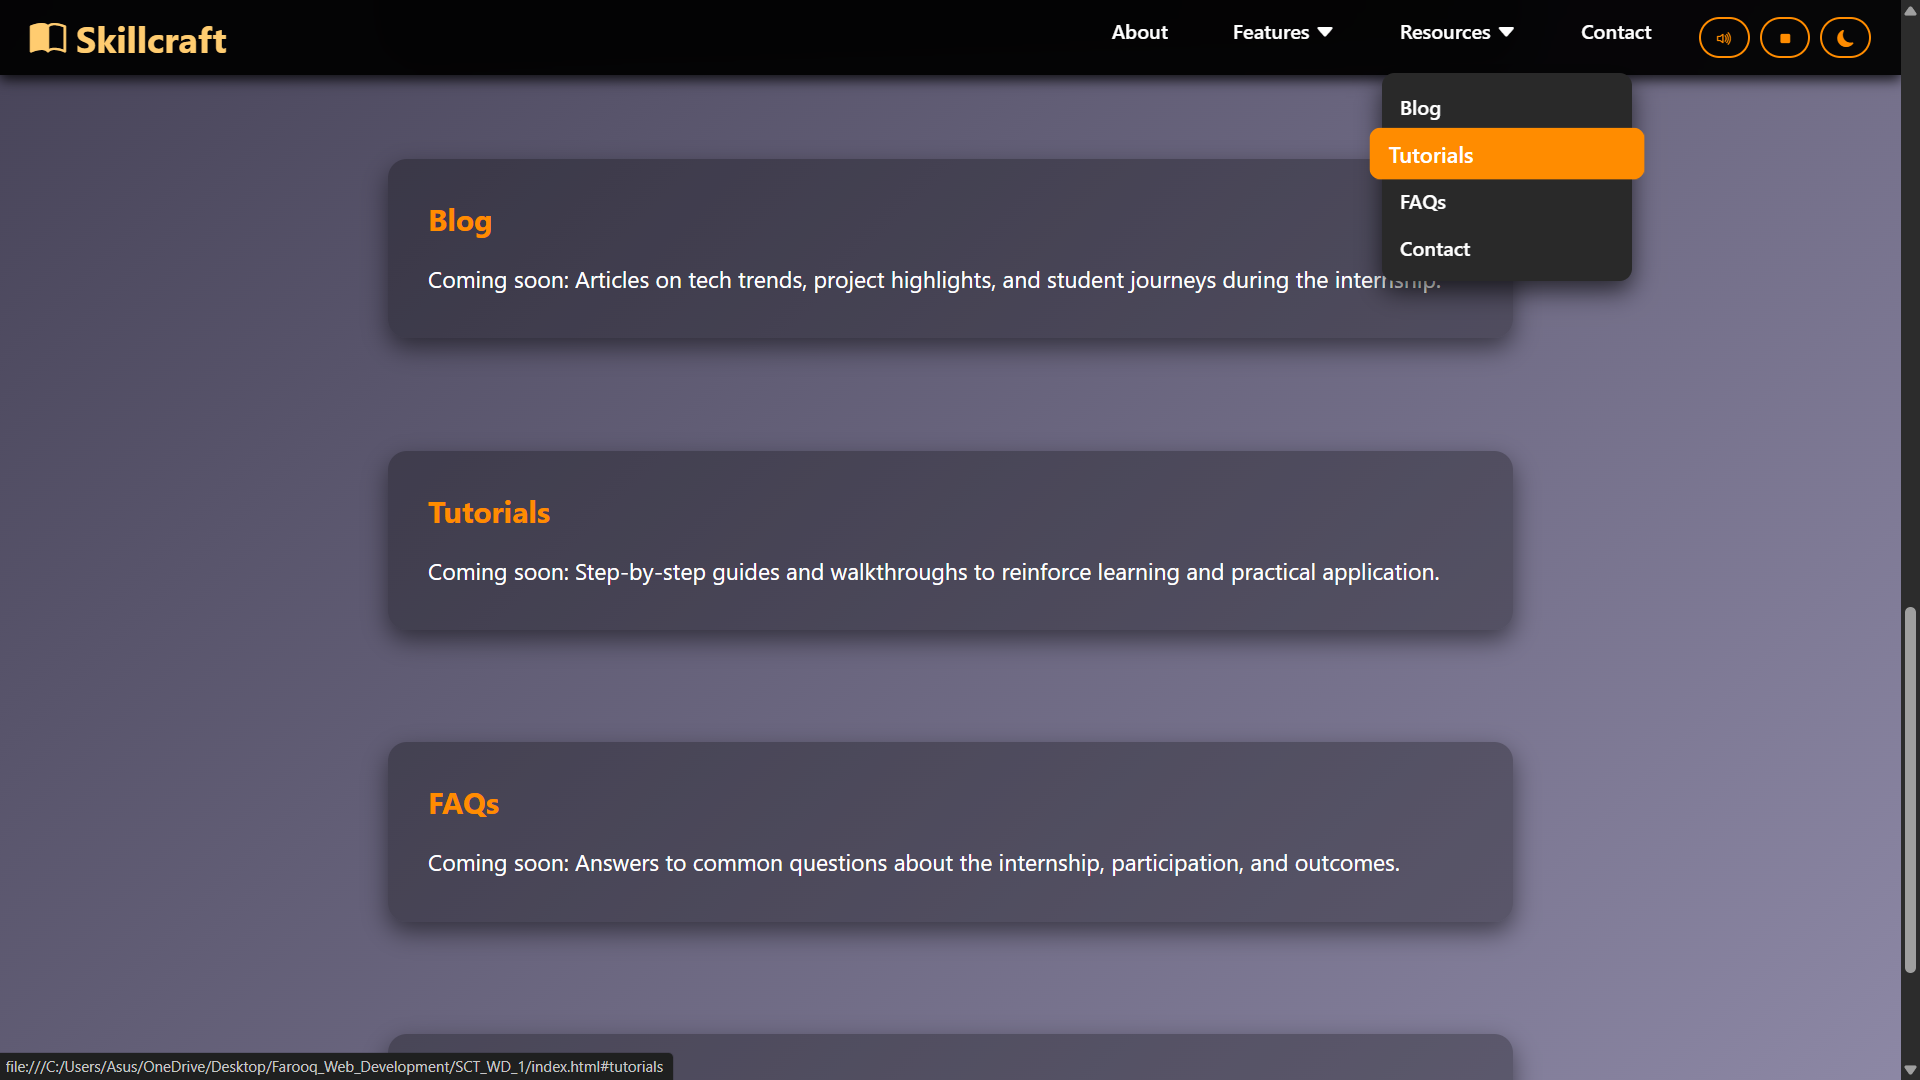 Skillcraft
About
Features
Resources
Contact
Blog
Tutorials
FAQs
Contact
Blog
Coming soon: Articles on tech trends, project highlights, and student journeys during the internship.
Tutorials
Coming soon: Step-by-step guides and walkthroughs to reinforce learning and practical application.
FAQs
Coming soon: Answers to common questions about the internship, participation, and outcomes.
file:///C:/Users/Asus/OneDrive/Desktop/Farooq_Web_Development/SCT_WD_1/index.html#tutorials